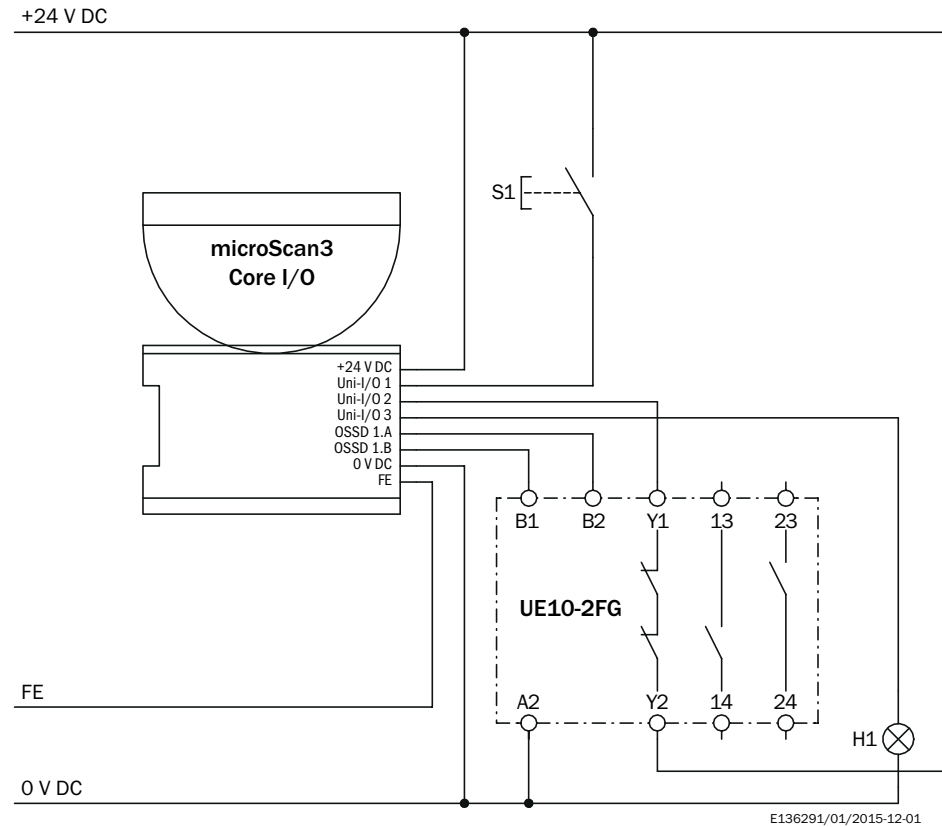 +24 V DC
S1
microScan3
Core I/O
+24 V DC
Uni-I/O 1
Uni-I/O 2
Uni-I/O 3
OSSD 1.A
OSSD 1.B
0 V DC
FE
B1 B2 Y1 13 23
UE10-2FG
FE
A2 Y2 14 24
H1
0 V DC
E136291/01/2015-12-01